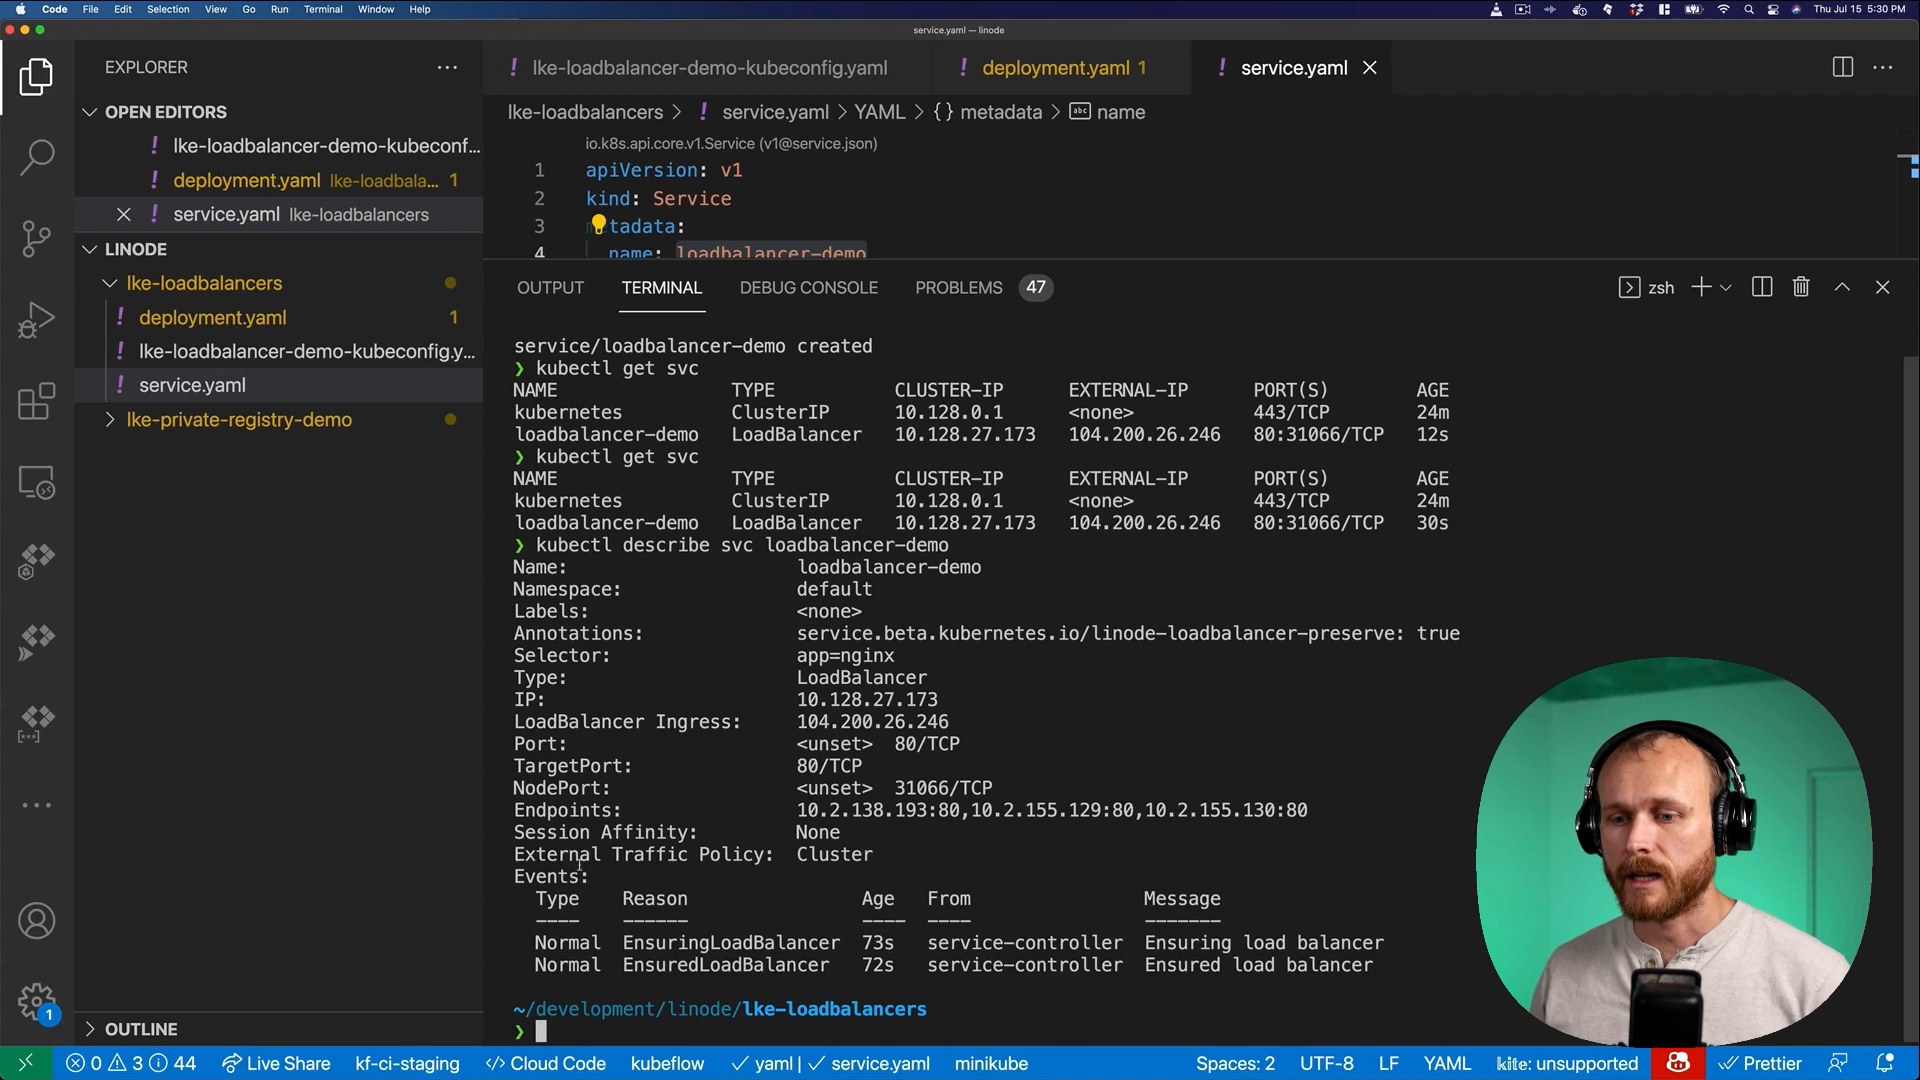 Code File Edit Selection View Go Run Terminal Window Help Thu Jul 15 5:30 PM
service.yaml — linode
EXPLORER
OPEN EDITORS
! lke-loadbalancer-demo-kubeconf...
! deployment.yaml lke-loadbala... 1
! service.yaml lke-loadbalancers
LINODE
lke-loadbalancers
! deployment.yaml 1
! lke-loadbalancer-demo-kubeconfig.y...
! service.yaml
lke-private-registry-demo
OUTLINE
! lke-loadbalancer-demo-kubeconfig.yaml ! deployment.yaml 1 ! service.yaml
lke-loadbalancers > ! service.yaml > YAML > {} metadata > abc name
io.k8s.api.core.v1.Service (v1@service.json)
1 apiVersion: v1
2 kind: Service
3 tadata:
4 name: loadbalancer-demo
OUTPUT TERMINAL DEBUG CONSOLE PROBLEMS 47 zsh
service/loadbalancer-demo created
❯ kubectl get svc
NAME TYPE CLUSTER-IP EXTERNAL-IP PORT(S) AGE
kubernetes ClusterIP 10.128.0.1 <none> 443/TCP 24m
loadbalancer-demo LoadBalancer 10.128.27.173 104.200.26.246 80:31066/TCP 12s
❯ kubectl get svc
NAME TYPE CLUSTER-IP EXTERNAL-IP PORT(S) AGE
kubernetes ClusterIP 10.128.0.1 <none> 443/TCP 24m
loadbalancer-demo LoadBalancer 10.128.27.173 104.200.26.246 80:31066/TCP 30s
❯ kubectl describe svc loadbalancer-demo
Name: loadbalancer-demo
Namespace: default
Labels: <none>
Annotations: service.beta.kubernetes.io/linode-loadbalancer-preserve: true
Selector: app=nginx
Type: LoadBalancer
IP: 10.128.27.173
LoadBalancer Ingress: 104.200.26.246
Port: <unset> 80/TCP
TargetPort: 80/TCP
NodePort: <unset> 31066/TCP
Endpoints: 10.2.138.193:80,10.2.155.129:80,10.2.155.130:80
Session Affinity: None
External Traffic Policy: Cluster
Events:
Type Reason Age From Message
---- ------ ---- ---- -------
Normal EnsuringLoadBalancer 73s service-controller Ensuring load balancer
Normal EnsuredLoadBalancer 72s service-controller Ensured load balancer
~/development/linode/lke-loadbalancers
❯
1
0 3 44 Live Share kf-ci-staging </> Cloud Code kubeflow ✓ yaml | ✓ service.yaml minikube Spaces: 2 UTF-8 LF YAML kite: unsupported Prettier